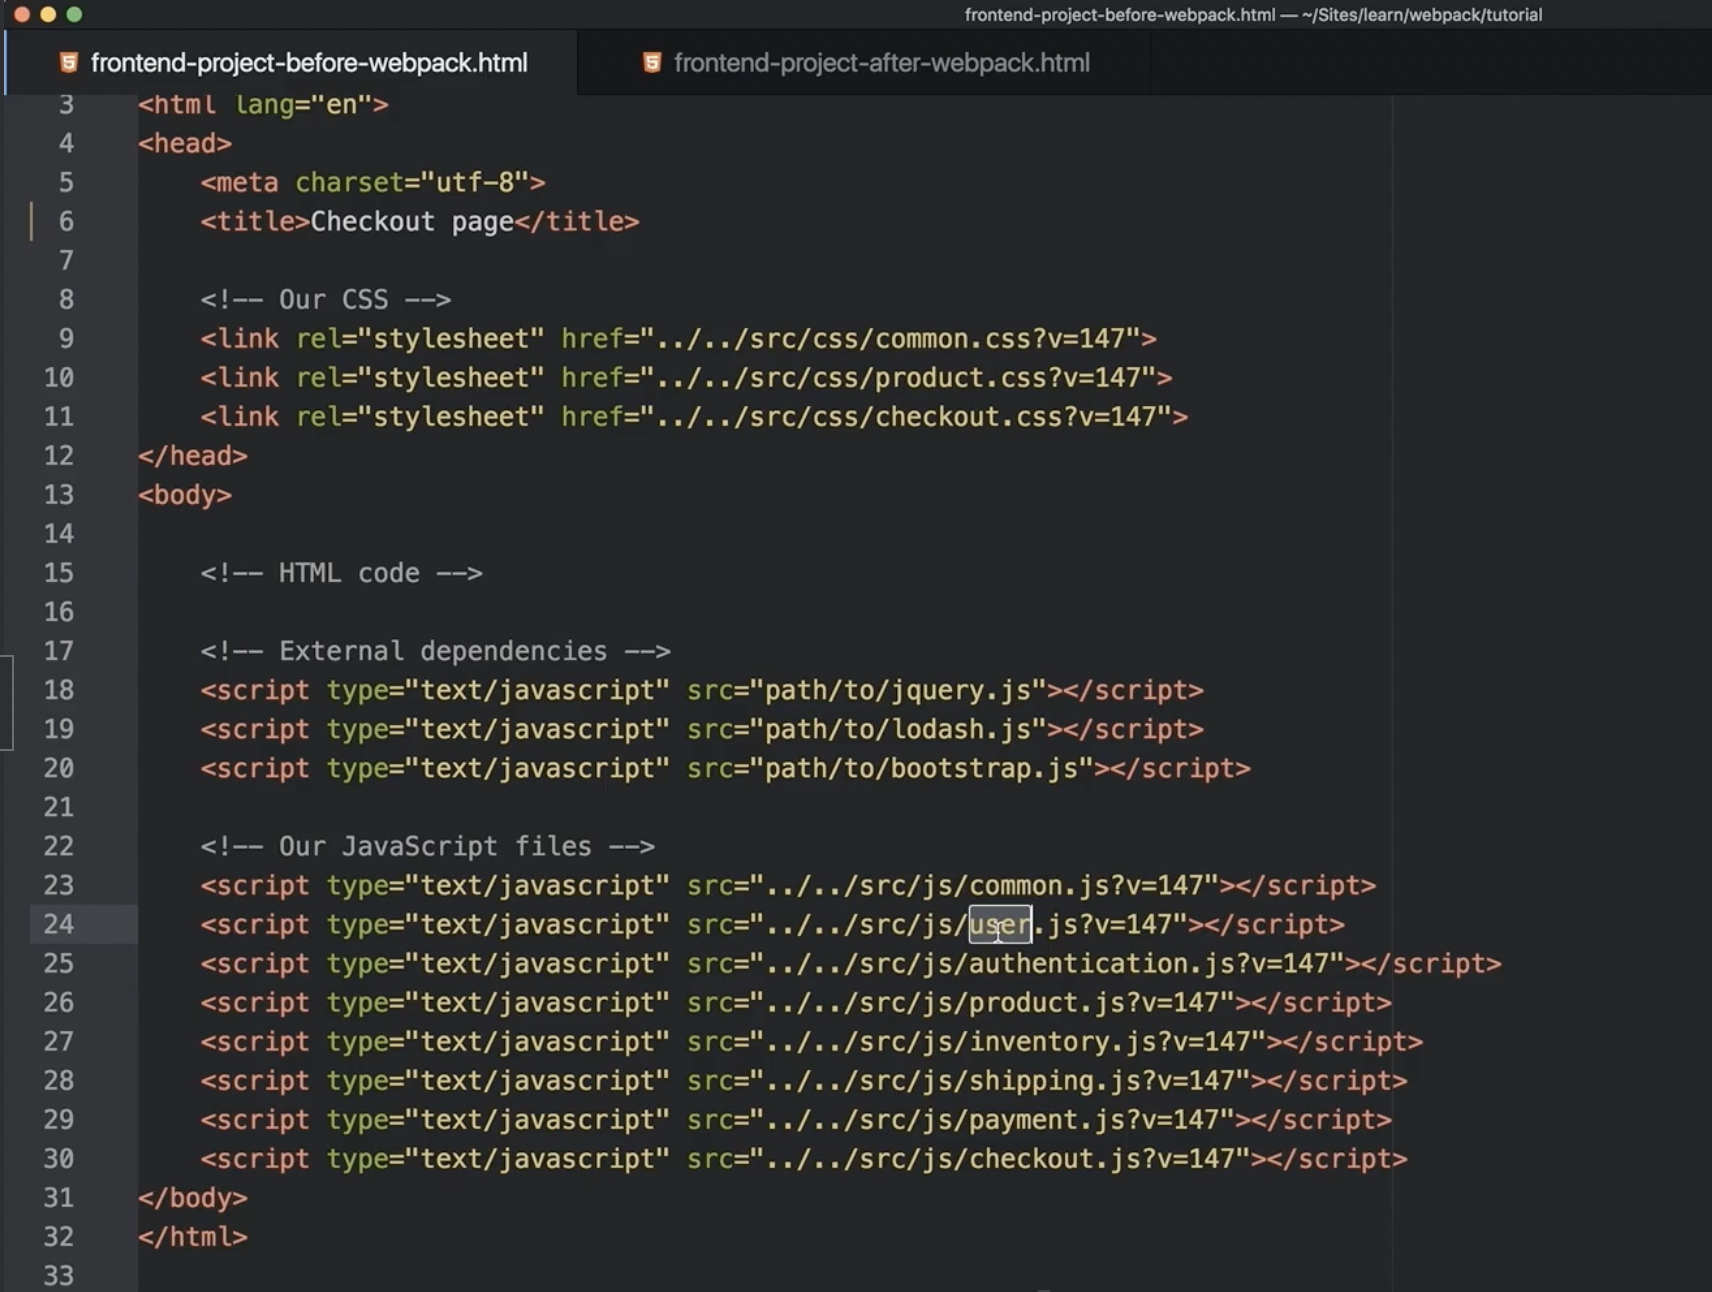 frontend-project-before-webpack.html — ~/Sites/learn/webpack/tutorial
frontend-project-before-webpack.html
frontend-project-after-webpack.html
3 <html lang="en">
4 <head>
5 <meta charset="utf-8">
6 <title>Checkout page</title>
7
8 <!-- Our CSS -->
9 <link rel="stylesheet" href="../../src/css/common.css?v=147">
10 <link rel="stylesheet" href="../../src/css/product.css?v=147">
11 <link rel="stylesheet" href="../../src/css/checkout.css?v=147">
12 </head>
13 <body>
14
15 <!-- HTML code -->
16
17 <!-- External dependencies -->
18 <script type="text/javascript" src="path/to/jquery.js"></script>
19 <script type="text/javascript" src="path/to/lodash.js"></script>
20 <script type="text/javascript" src="path/to/bootstrap.js"></script>
21
22 <!-- Our JavaScript files -->
23 <script type="text/javascript" src="../../src/js/common.js?v=147"></script>
24 <script type="text/javascript" src="../../src/js/user.js?v=147"></script>
25 <script type="text/javascript" src="../../src/js/authentication.js?v=147"></script>
26 <script type="text/javascript" src="../../src/js/product.js?v=147"></script>
27 <script type="text/javascript" src="../../src/js/inventory.js?v=147"></script>
28 <script type="text/javascript" src="../../src/js/shipping.js?v=147"></script>
29 <script type="text/javascript" src="../../src/js/payment.js?v=147"></script>
30 <script type="text/javascript" src="../../src/js/checkout.js?v=147"></script>
31 </body>
32 </html>
33